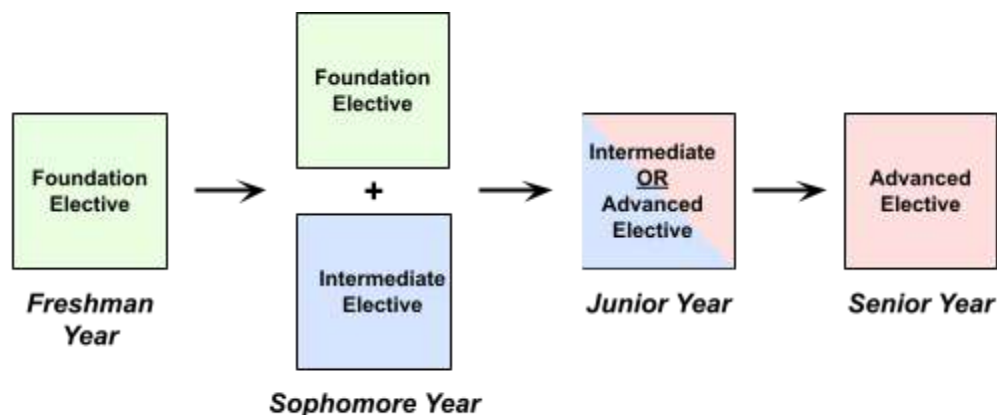 Foundation
Elective
Freshman
Year
Foundation
Elective
+
Intermediate
Elective
Sophomore Year
Intermediate
OR
Advanced
Elective
Junior Year
Advanced
Elective
Senior Year